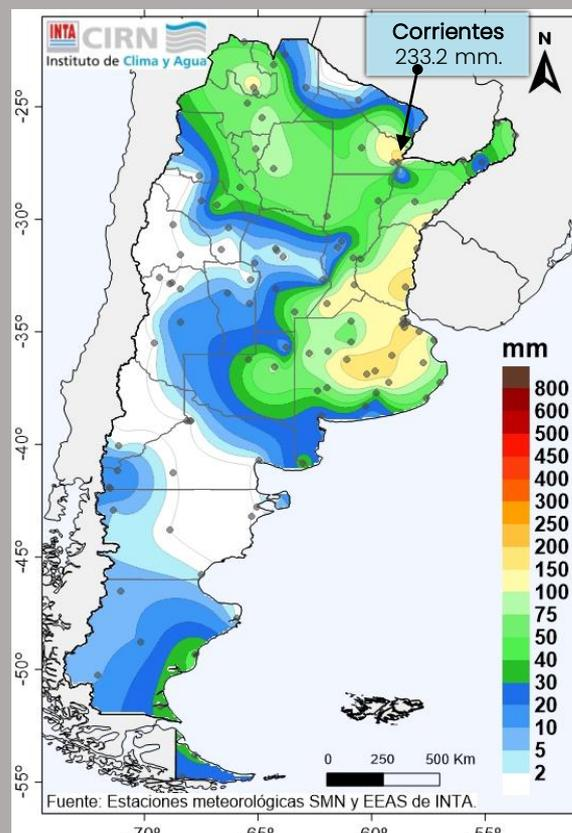 INTA
CIRN
Instituto de Clima y Agua
Corrientes
233.2 mm.
N
-25°
-30°
-35°
-40°
-45°
-50°
-55°
mm
800
600
500
450
400
300
250
200
150
100
75
50
40
30
20
10
5
2
0 250 500 Km
Fuente: Estaciones meteorológicas SMN y EEAS de INTA.
-70° -65° -60° -55°